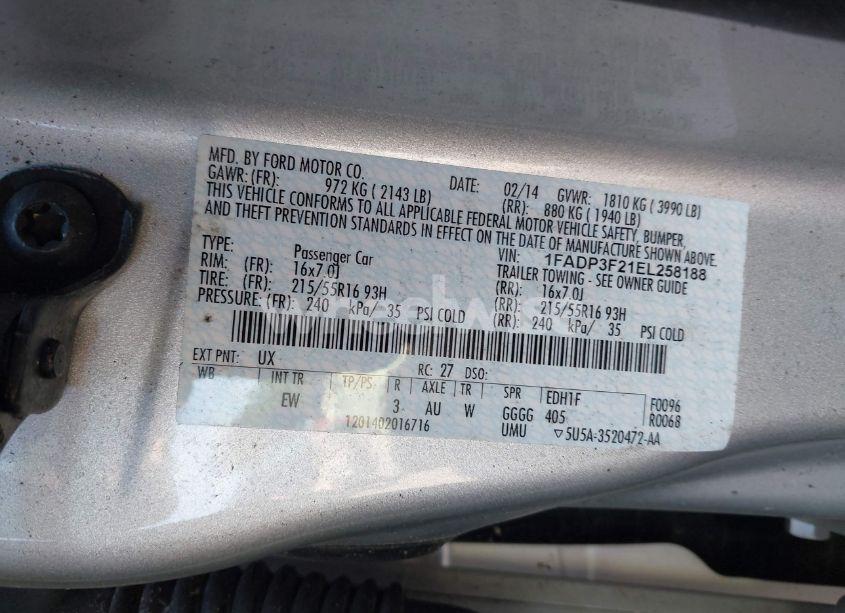 MFD. BY FORD MOTOR CO. DATE: 02/14 GVWR: 1810 KG ( 3990 LB)
GAWR: (FR): 972 KG ( 2143 LB) (RR): 880 KG ( 1940 LB)
THIS VEHICLE CONFORMS TO ALL APPLICABLE FEDERAL MOTOR VEHICLE SAFETY, BUMPER,
AND THEFT PREVENTION STANDARDS IN EFFECT ON THE DATE OF MANUFACTURE SHOWN ABOVE.
VIN: 1FADP3F21EL258188
TYPE: Passenger Car TRAILER TOWING - SEE OWNER GUIDE
RIM: (FR): 16x7.0J (RR): 16x7.0J
TIRE: (FR): 215/55R16 93H (RR): 215/55R16 93H
PRESSURE: (FR): 240 kPa/ 35 PSI COLD (RR): 240 kPa/ 35 PSI COLD
EXT PNT: UX RC: 27 DSO:
WB INT TR TP/PS R AXLE TR SPR EDH1F F0096
EW 3 AU W GGGG 405 R0068
1201402016716 UMU ▽5U5A-3520472-AA